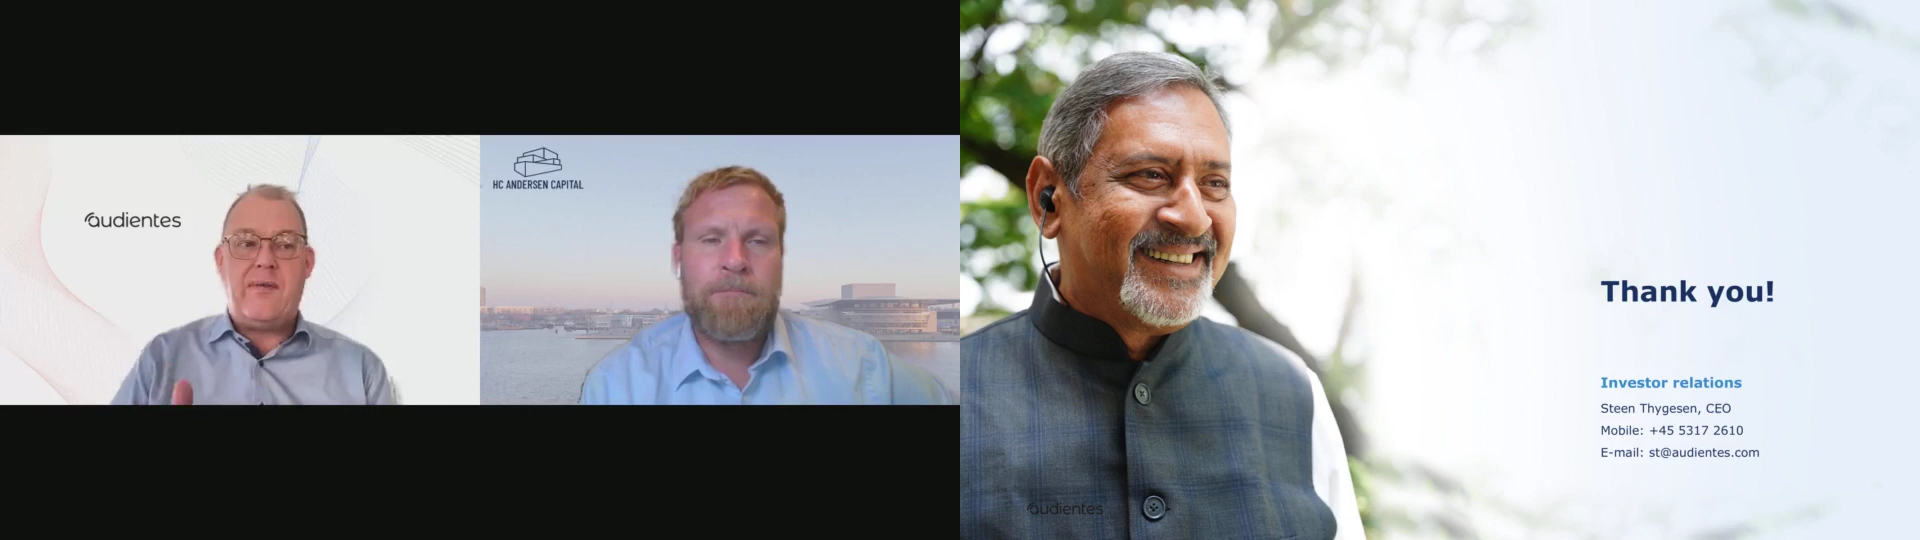 audientes
HC ANDERSEN CAPITAL
Thank you!
Investor relations
Steen Thygesen, CEO
Mobile: +45 5317 2610
E-mail: st@audientes.com
audientes